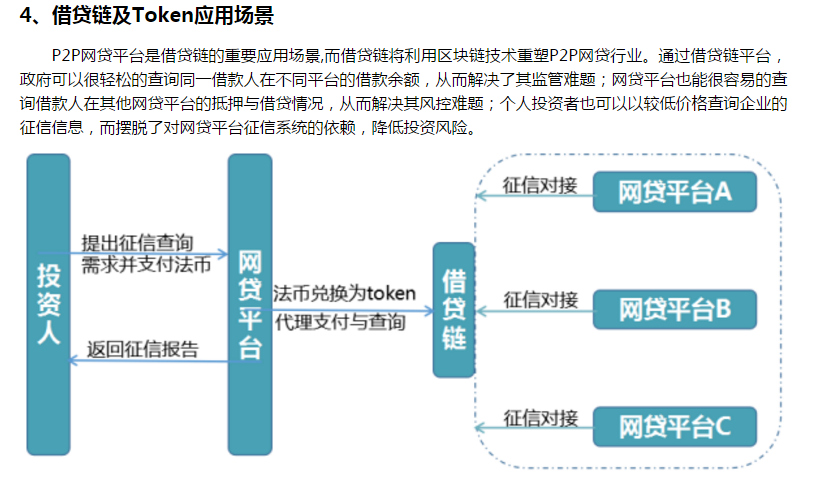 4、借贷链及Token应用场景
P2P网贷平台是借贷链的重要应用场景,而借贷链将利用区块链技术重塑P2P网贷行业。通过借贷链平台，
政府可以很轻松的查询同一借款人在不同平台的借款余额，从而解决了其监管难题；网贷平台也能很容易的查
询借款人在其他网贷平台的抵押与借贷情况，从而解决其风控难题；个人投资者也可以以较低价格查询企业的
征信信息，而摆脱了对网贷平台征信系统的依赖，降低投资风险。
投资人
提出征信查询
需求并支付法币
返回征信报告
网贷平台
法币兑换为token
代理支付与查询
借贷链
征信对接
网贷平台A
征信对接
网贷平台B
征信对接
网贷平台C